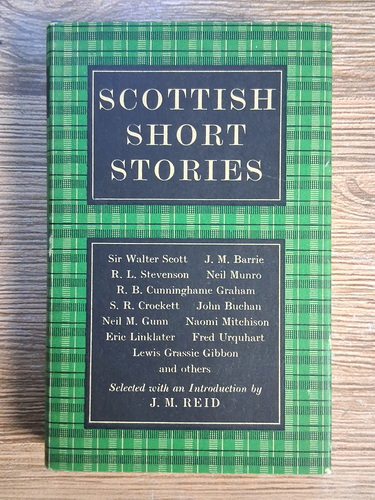 SCOTTISH
SHORT
STORIES
Sir Walter Scott J. M. Barrie
R. L. Stevenson Neil Munro
R. B. Cunninghame Graham
S. R. Crockett John Buchan
Neil M. Gunn Naomi Mitchison
Eric Linklater Fred Urquhart
Lewis Grassic Gibbon
and others
Selected with an Introduction by
J. M. REID